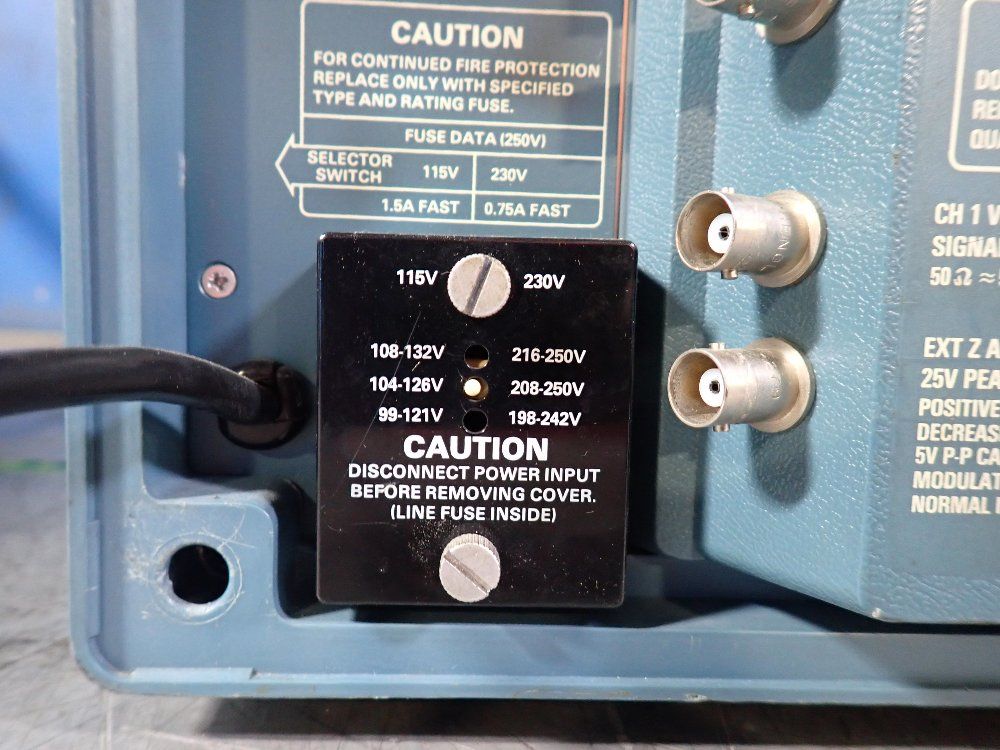 CAUTION
FOR CONTINUED FIRE PROTECTION
REPLACE ONLY WITH SPECIFIED
TYPE AND RATING FUSE.
FUSE DATA (250V)
SELECTOR
SWITCH 115V 230V
1.5A FAST 0.75A FAST
115V 230V
108-132V 216-250V
104-126V 208-250V
99-121V 198-242V
CAUTION
DISCONNECT POWER INPUT
BEFORE REMOVING COVER.
(LINE FUSE INSIDE)
CH 1 V
SIGNA
50 Ω ≈
EXT Z A
25V PEA
POSITIVE
DECREAS
5V P-P CA
MODULAT
NORMAL